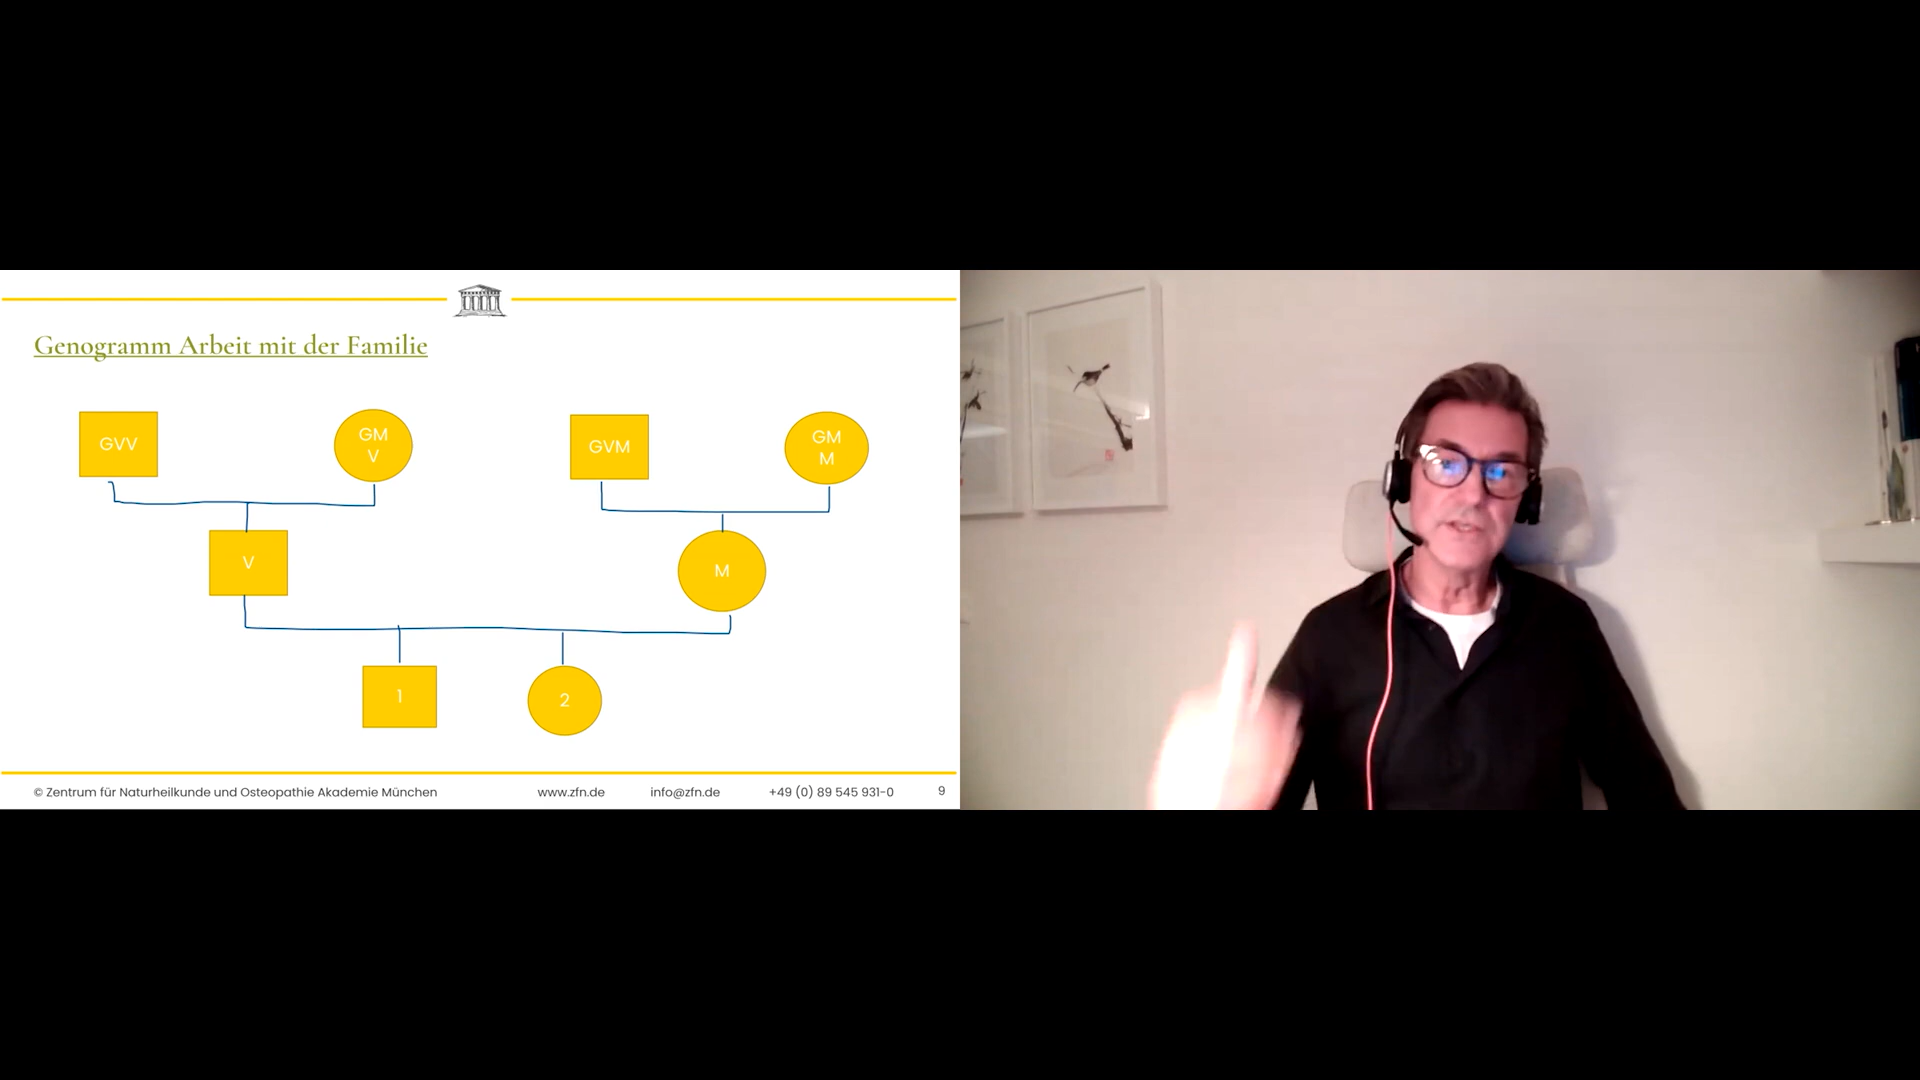 Genogramm Arbeit mit der Familie
GVV
GM
V
GVM
GM
M
V
M
1
2
© Zentrum für Naturheilkunde und Osteopathie Akademie München www.zfn.de info@zfn.de +49 (0) 89 545 931-0 9